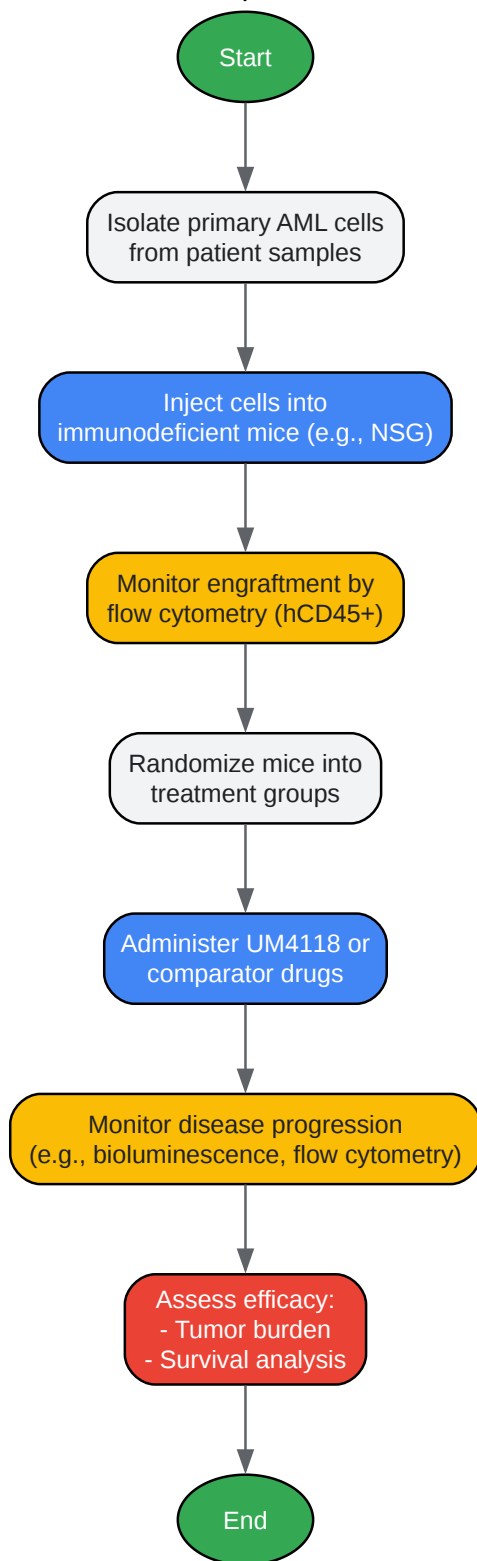 Start
Isolate primary AML cells
from patient samples
Inject cells into
immunodeficient mice (e.g., NSG)
Monitor engraftment by
flow cytometry (hCD45+)
Randomize mice into
treatment groups
Administer UM4118 or
comparator drugs
Monitor disease progression
(e.g., bioluminescence, flow cytometry)
Assess efficacy:
- Tumor burden
- Survival analysis
End